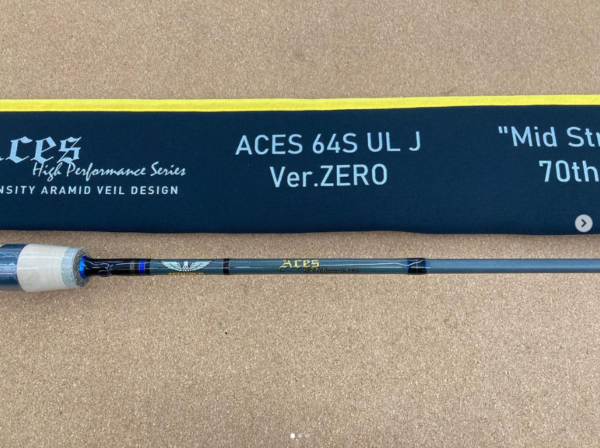 Aces
High Performance Series
NSITY ARAMID VEIL DESIGN
ACES 64S UL J
Ver.ZERO
"Mid Str
70th
Aces